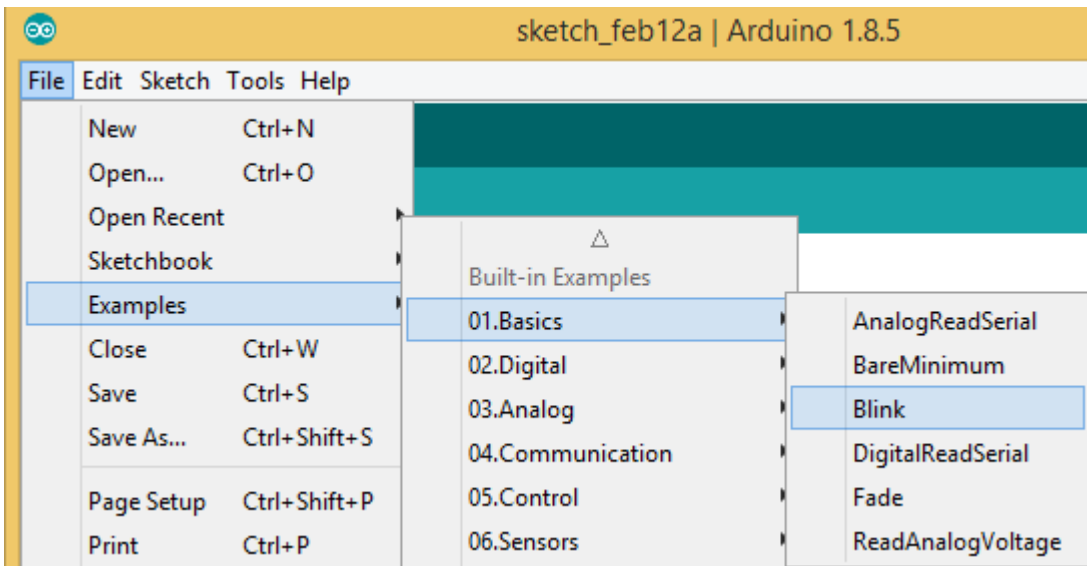 sketch_feb12a | Arduino 1.8.5
File Edit Sketch Tools Help
New Ctrl+N
Open... Ctrl+O
Open Recent
Sketchbook
Examples
Close Ctrl+W
Save Ctrl+S
Save As... Ctrl+Shift+S
Page Setup Ctrl+Shift+P
Print Ctrl+P
Built-in Examples
01.Basics
02.Digital
03.Analog
04.Communication
05.Control
06.Sensors
AnalogReadSerial
BareMinimum
Blink
DigitalReadSerial
Fade
ReadAnalogVoltage